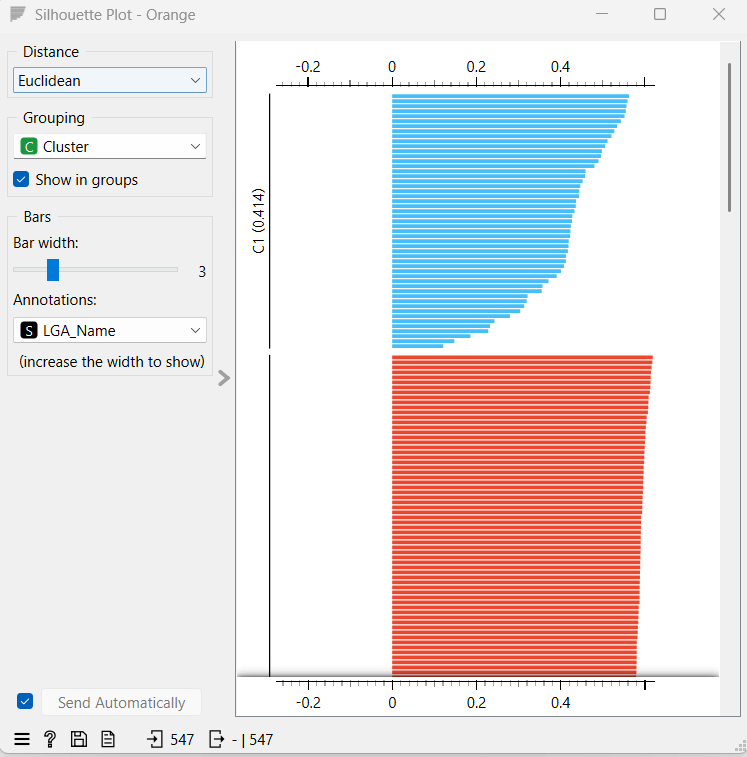 Silhouette Plot - Orange
Distance
Euclidean
Grouping
C Cluster
Show in groups
Bars
Bar width:
3
Annotations:
S LGA_Name
(increase the width to show)
Send Automatically
547
- | 547
-0.2 0 0.2 0.4
C1 (0.414)
-0.2 0 0.2 0.4